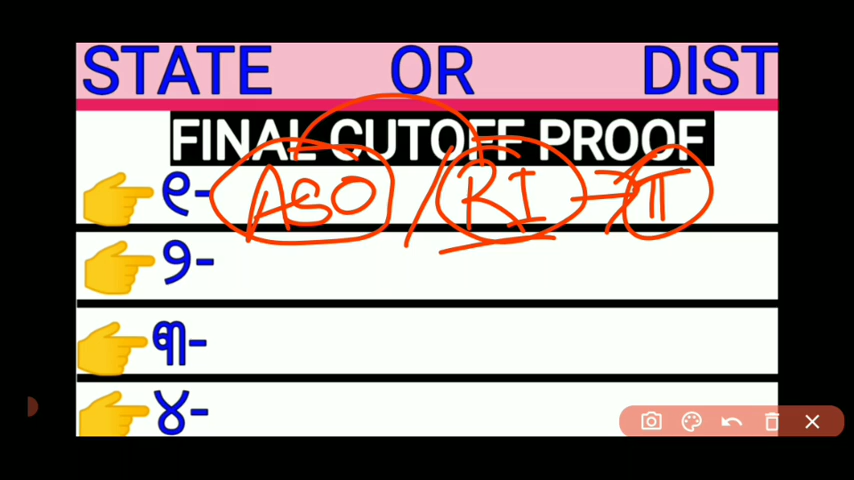 STATE OR DIST
FINAL CUTOFF PROOF
୧- ASO / RI → π
୨-
୩-
୪-